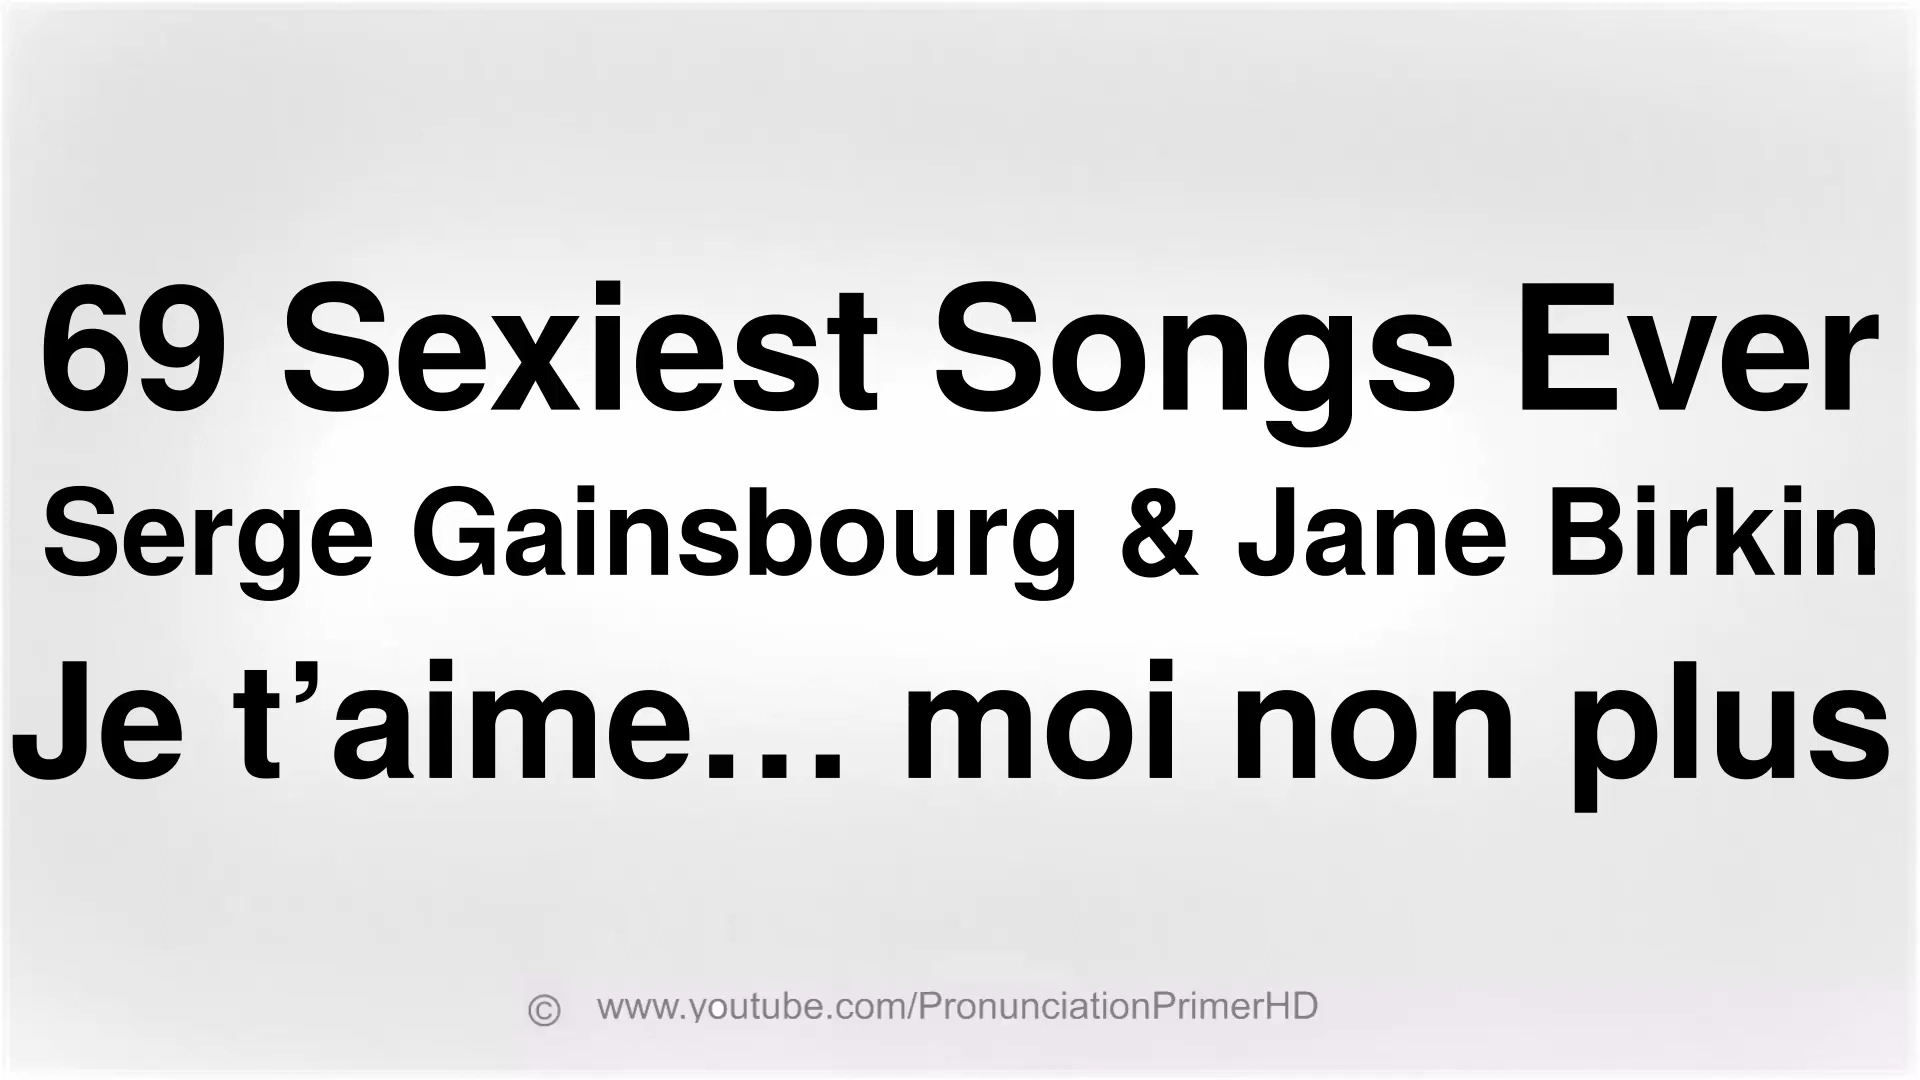 69 Sexiest Songs Ever
Serge Gainsbourg & Jane Birkin
Je t’aime… moi non plus
© www.youtube.com/PronunciationPrimerHD